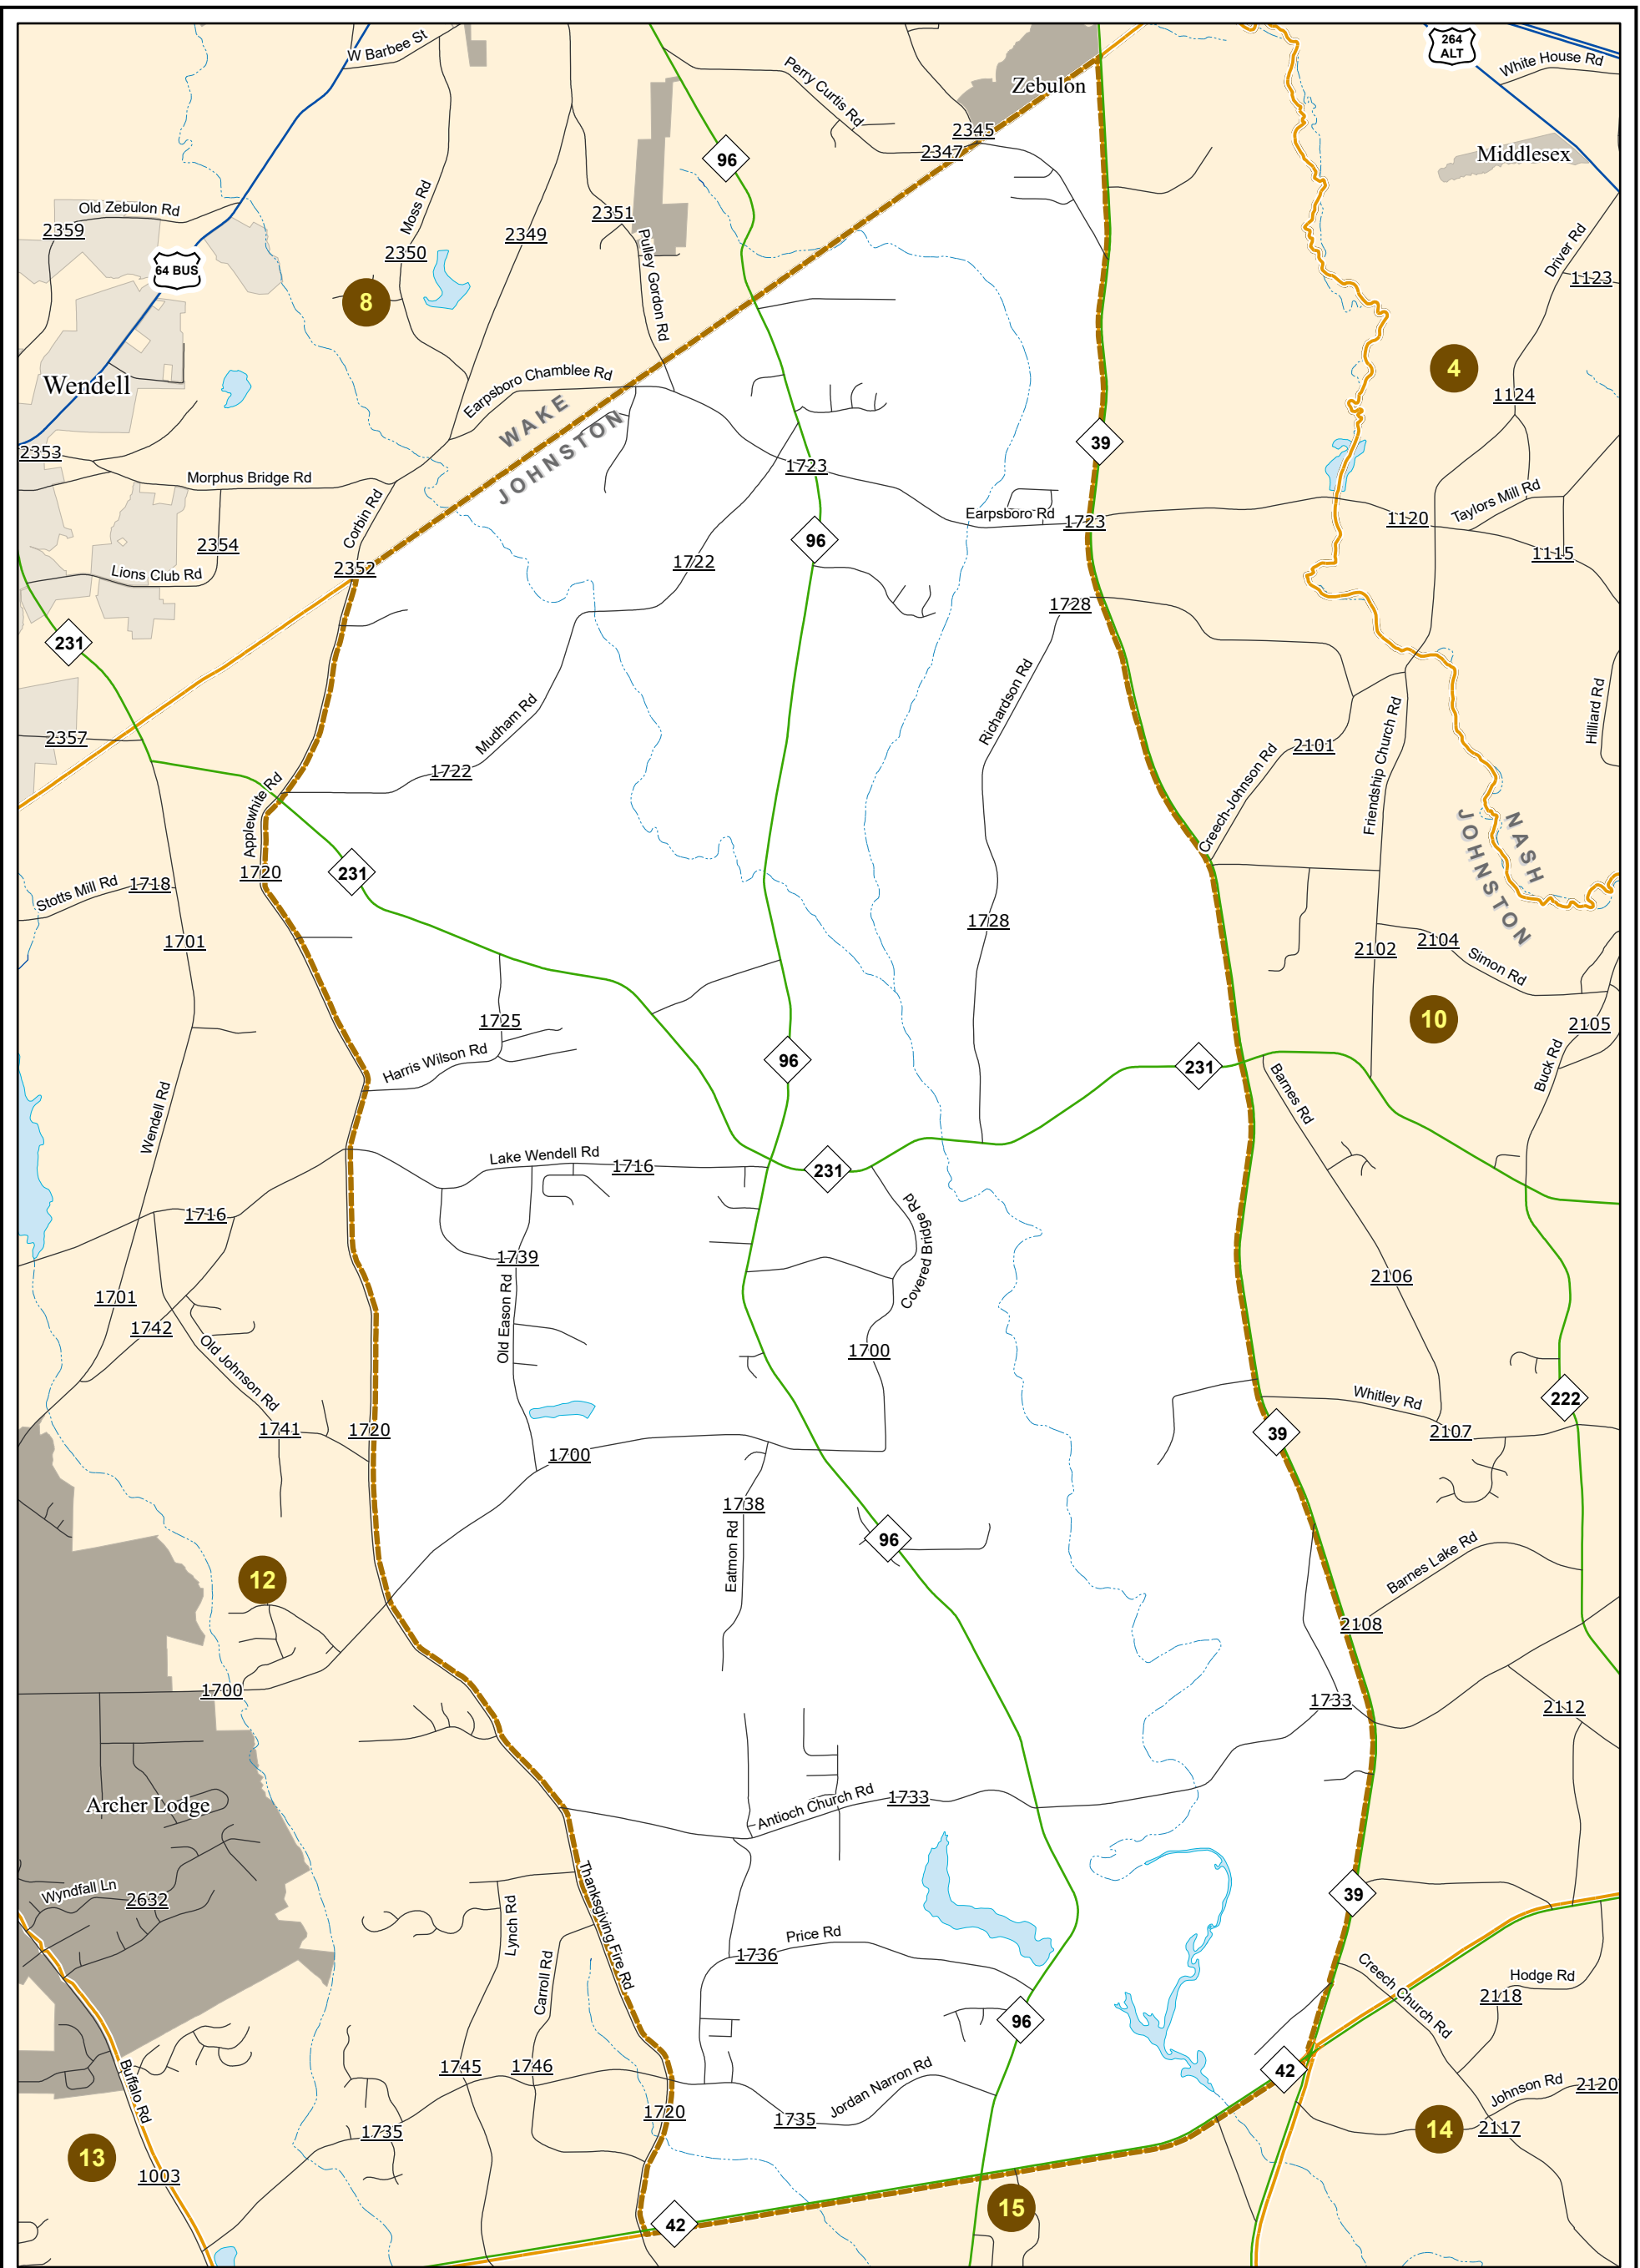 W Barbee St
264
ALT
White House Rd
Perry Curtis Rd
Zebulon
2345
2347
96
Middlesex
Moss Rd
Old Zebulon Rd
2359
2351
2349
2350
Pulley Gordon Rd
Driver Rd
1123
64 BUS
8
4
Wendell
Earpsboro Chamblee Rd
WAKE
JOHNSTON
1124
39
2353
Morphus Bridge Rd
1723
Corbin Rd
Earpsboro Rd
1723
Taylors Mill Rd
1120
96
2354
1722
1115
Lions Club Rd
2352
1728
231
Richardson Rd
Mudham Rd
Hilliard Rd
2357
1722
2101
Creech-Johnson Rd
Friendship Church Rd
Applewhite Rd
NASH
JOHNSTON
1720
231
Stotts Mill Rd
1718
1728
1701
2102
2104
Simon Rd
1725
10
2105
Harris Wilson Rd
96
231
Buck Rd
Barnes Rd
Wendell Rd
Lake Wendell Rd
1716
231
1716
Covered Bridge Rd
1739
2106
1701
1742
Old Eason Rd
Old Johnson Rd
1700
Whitley Rd
222
1741
1720
39
2107
1700
1738
96
Eatmon Rd
12
Barnes Lake Rd
2108
1700
1733
2112
Archer Lodge
Antioch Church Rd
1733
Wyndfall Ln
2632
39
Thanksgiving Fire Rd
Lynch Rd
Price Rd
1736
Carroll Rd
Creech Church Rd
Hodge Rd
2118
96
Buffalo Rd
1745
1746
42
Jordan Narron Rd
Johnson Rd
2120
1720
1735
1735
14
2117
13
1003
15
42